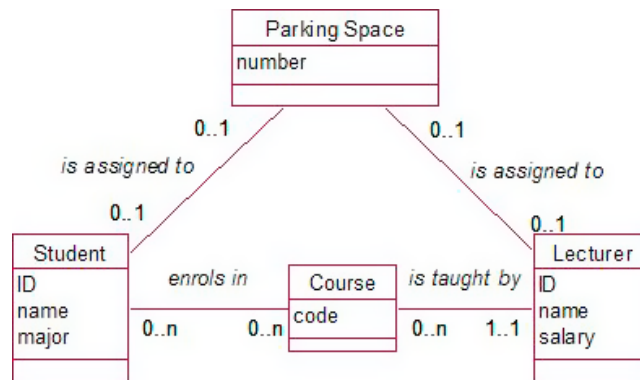 Parking Space
number
0..1
0..1
is assigned to
is assigned to
0..1
0..1
Student
ID
name
major
enrols in
0..n
0..n
Course
code
is taught by
0..n
1..1
Lecturer
ID
name
salary